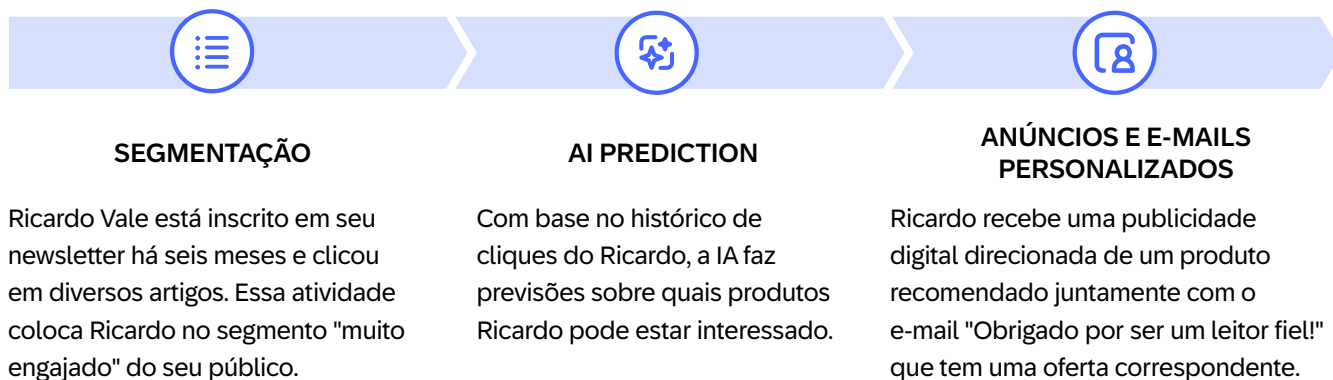 SEGMENTAÇÃO
Ricardo Vale está inscrito em seu
newsletter há seis meses e clicou
em diversos artigos. Essa atividade
coloca Ricardo no segmento "muito
engajado" do seu público.
AI PREDICTION
Com base no histórico de
cliques do Ricardo, a IA faz
previsões sobre quais produtos
Ricardo pode estar interessado.
ANÚNCIOS E E-MAILS
PERSONALIZADOS
Ricardo recebe uma publicidade
digital direcionada de um produto
recomendado juntamente com o
e-mail "Obrigado por ser um leitor fiel!"
que tem uma oferta correspondente.